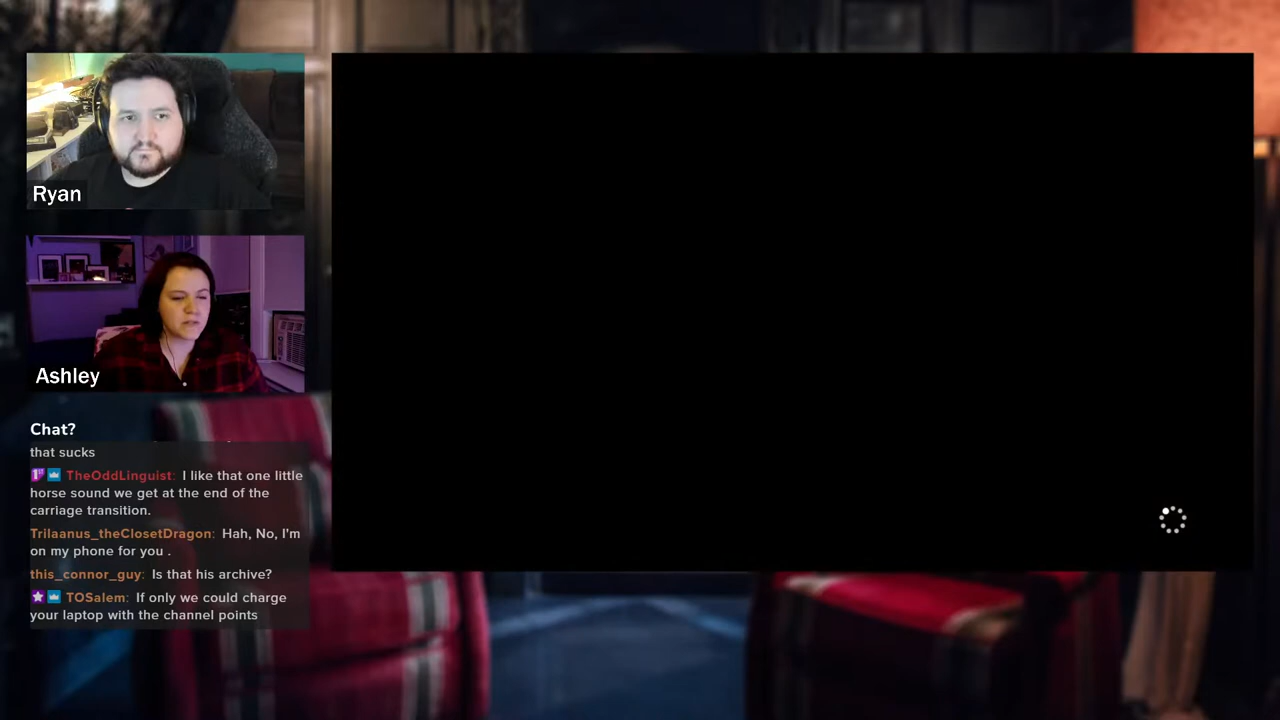 Ryan
Ashley
Chat?
that sucks
TheOddLinguist: I like that one little
horse sound we get at the end of the
carriage transition.
Trilaanus_theClosetDragon: Hah, No, I'm
on my phone for you .
this_connor_guy: Is that his archive?
TOSalem: If only we could charge
your laptop with the channel points